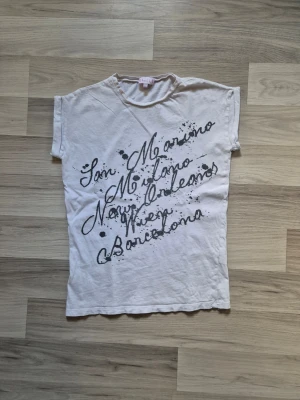 San Marino
Milano
New Orleans
Wien
Barcelona